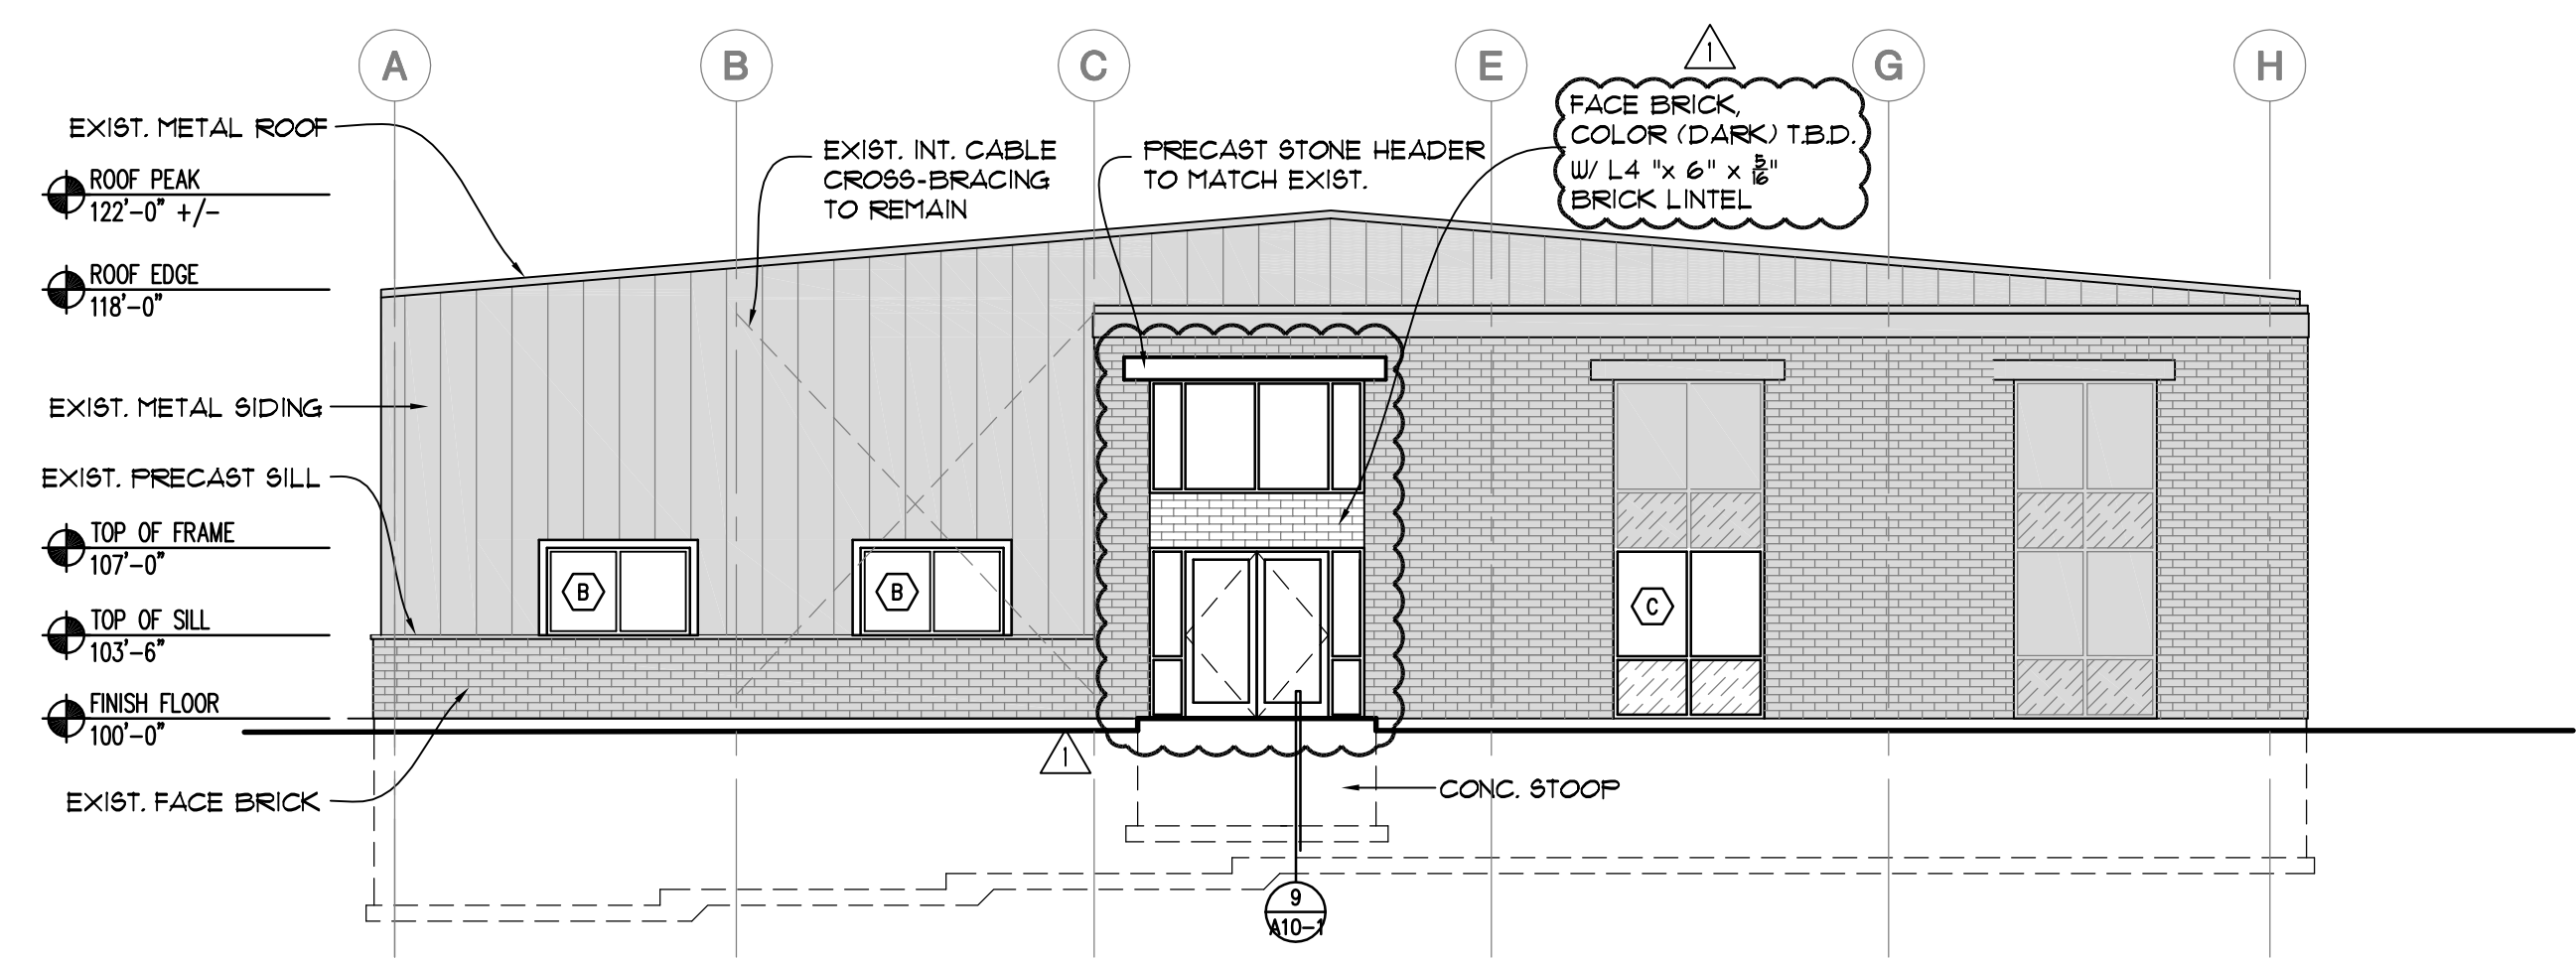 A
B
C
E
G
H
1
FACE BRICK,
COLOR (DARK) T.B.D.
W/ L4 "x 6" x 5/16"
BRICK LINTEL
EXIST. METAL ROOF
ROOF PEAK
122'-0" +/-
ROOF EDGE
118'-0"
EXIST. INT. CABLE
CROSS-BRACING
TO REMAIN
PRECAST STONE HEADER
TO MATCH EXIST.
EXIST. METAL SIDING
EXIST. PRECAST SILL
TOP OF FRAME
107'-0"
TOP OF SILL
103'-6"
FINISH FLOOR
100'-0"
EXIST. FACE BRICK
B
B
C
1
CONC. STOOP
9
A10-1